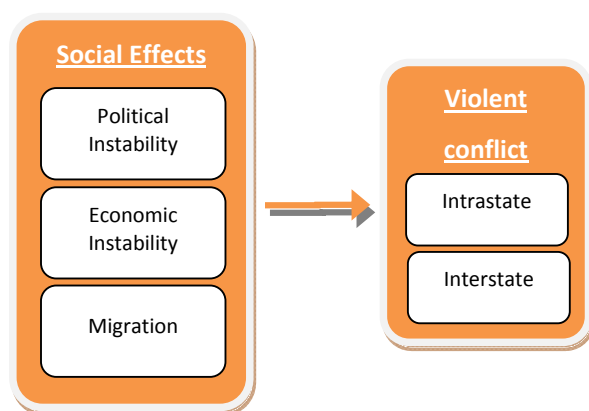 Social Effects
Political
Instability
Economic
Instability
Migration
Violent
conflict
Intrastate
Interstate